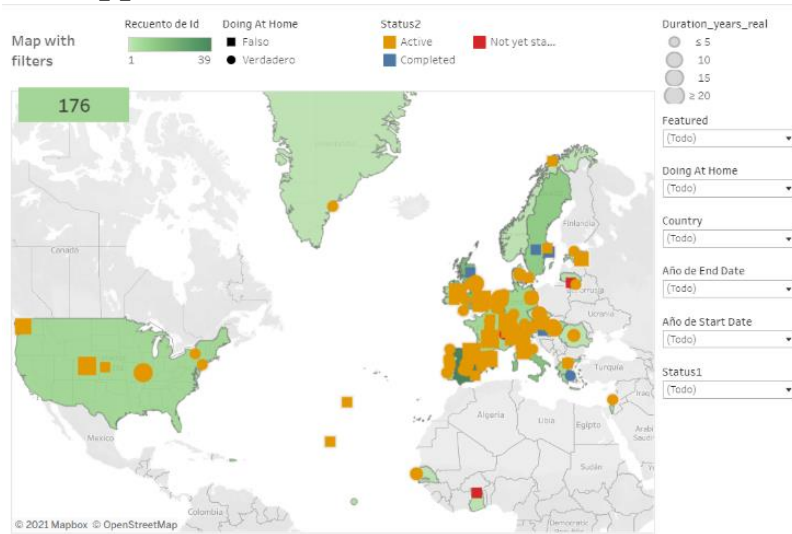 Map with
filters
Recuento de Id
1
39
Doing At Home
Falso
Verdadero
Status2
Active
Completed
Not yet sta...
Duration_years_real
≤ 5
10
15
≥ 20
176
Featured
(Todo)
Doing At Home
(Todo)
Country
(Todo)
Año de End Date
(Todo)
Año de Start Date
(Todo)
Status1
(Todo)
Canadá
Finlandia
Ucrania
Turquía
México
Argelia
Libia
Egipto
Sudán
Colombia
© 2021 Mapbox © OpenStreetMap